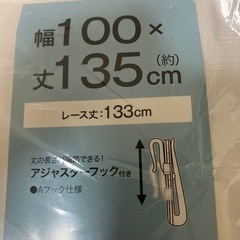 幅100×
丈135cm
(約)
レース丈:133cm
丈の長さ
できる!
アジャスターフック付き
●Aフック仕様